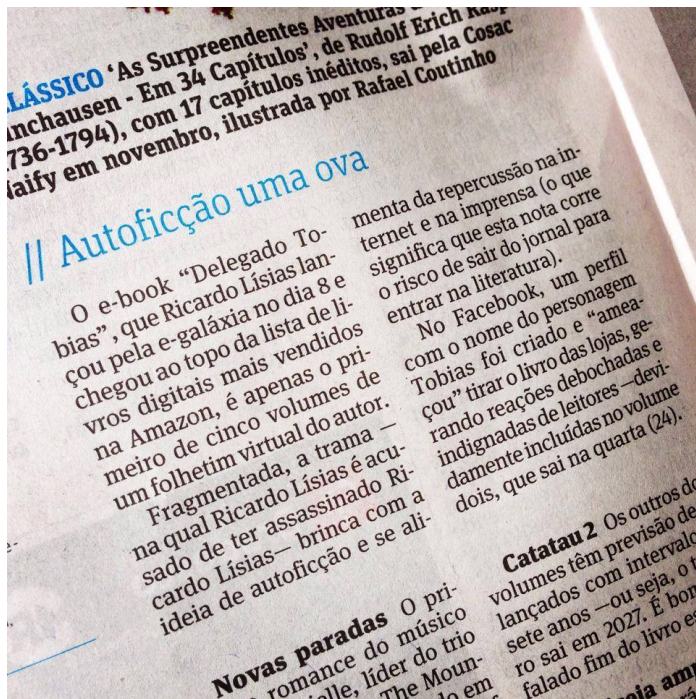 LÁSSICO ‘As Surpreendentes Aventuras
nchausen - Em 34 Capítulos’, de Rudolf Erich Rasp
736-1794), com 17 capítulos inéditos, sai pela Cosac
Naify em novembro, ilustrada por Rafael Coutinho
// Autoficção uma ova
O e-book “Delegado To-
bias” , que Ricardo Lísias lan-
çou pela e-galáxia no dia 8 e
chegou ao topo da lista de li-
vros digitais mais vendidos
na Amazon, é apenas o pri-
meiro de cinco volumes de
um folhetim virtual do autor.
Fragmentada, a trama —
na qual Ricardo Lísias é acu-
sado de ter assassinado Ri-
cardo Lísias— brinca com a
ideia de autoficção e se ali-
menta da repercussão na in-
ternet e na imprensa (o que
significa que esta nota corre
o risco de sair do jornal para
entrar na literatura).
No Facebook, um perfil
com o nome do personagem
Tobias foi criado e “amea-
çou” tirar o livro das lojas, ge-
rando reações debochadas e
indignadas de leitores —devi-
damente incluídas no volume
dois, que sai na quarta (24).
Novas paradas O pri-
romance do músico
elle, líder do trio
The Moun-
do em
Catatau 2 Os outros do
volumes têm previsão de
lançados com intervalo
sete anos —ou seja, o t
ro sai em 2027. É bom
falado fim do livro es